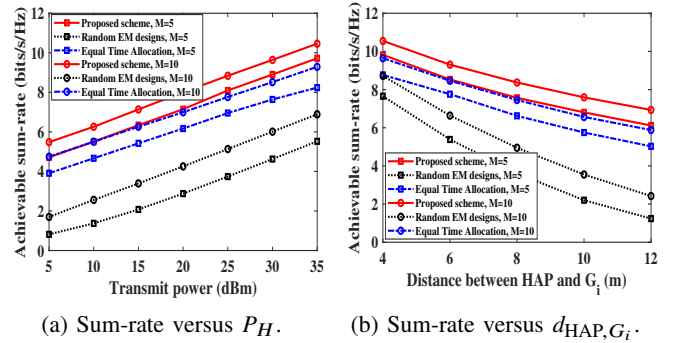 Achievable sum-rate (bits/s/Hz)
12
10
8
6
4
2
0
Proposed scheme, M=5
Random EM designs, M=5
Equal Time Allocation, M=5
Proposed scheme, M=10
Random EM designs, M=10
Equal Time Allocation, M=10
5 10 15 20 25 30 35
Transmit power (dBm)
(a) Sum-rate versus P_H.
Achievable sum-rate (bits/s/Hz)
12
10
8
6
4
2
0
Proposed scheme, M=5
Random EM designs, M=5
Equal Time Allocation, M=5
Proposed scheme, M=10
Random EM designs, M=10
Equal Time Allocation, M=10
4 6 8 10 12
Distance between HAP and G_i (m)
(b) Sum-rate versus d_HAP,G_i.